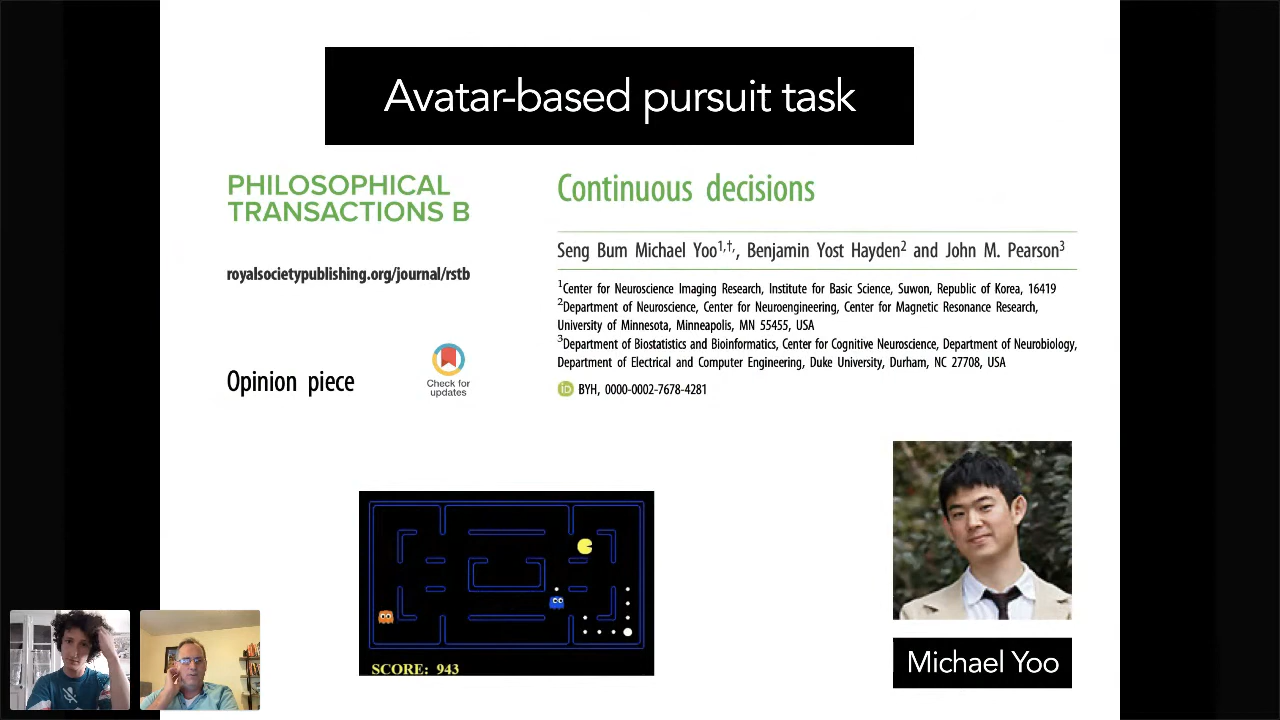 Avatar-based pursuit task
PHILOSOPHICAL
TRANSACTIONS B
royalsocietypublishing.org/journal/rstb
Opinion piece
Check for
updates
Continuous decisions
Seng Bum Michael Yoo1,†,, Benjamin Yost Hayden2 and John M. Pearson3
1Center for Neuroscience Imaging Research, Institute for Basic Science, Suwon, Republic of Korea, 16419
2Department of Neuroscience, Center for Neuroengineering, Center for Magnetic Resonance Research,
University of Minnesota, Minneapolis, MN 55455, USA
3Department of Biostatistics and Bioinformatics, Center for Cognitive Neuroscience, Department of Neurobiology,
Department of Electrical and Computer Engineering, Duke University, Durham, NC 27708, USA
iD BYH, 0000-0002-7678-4281
SCORE: 943
Michael Yoo